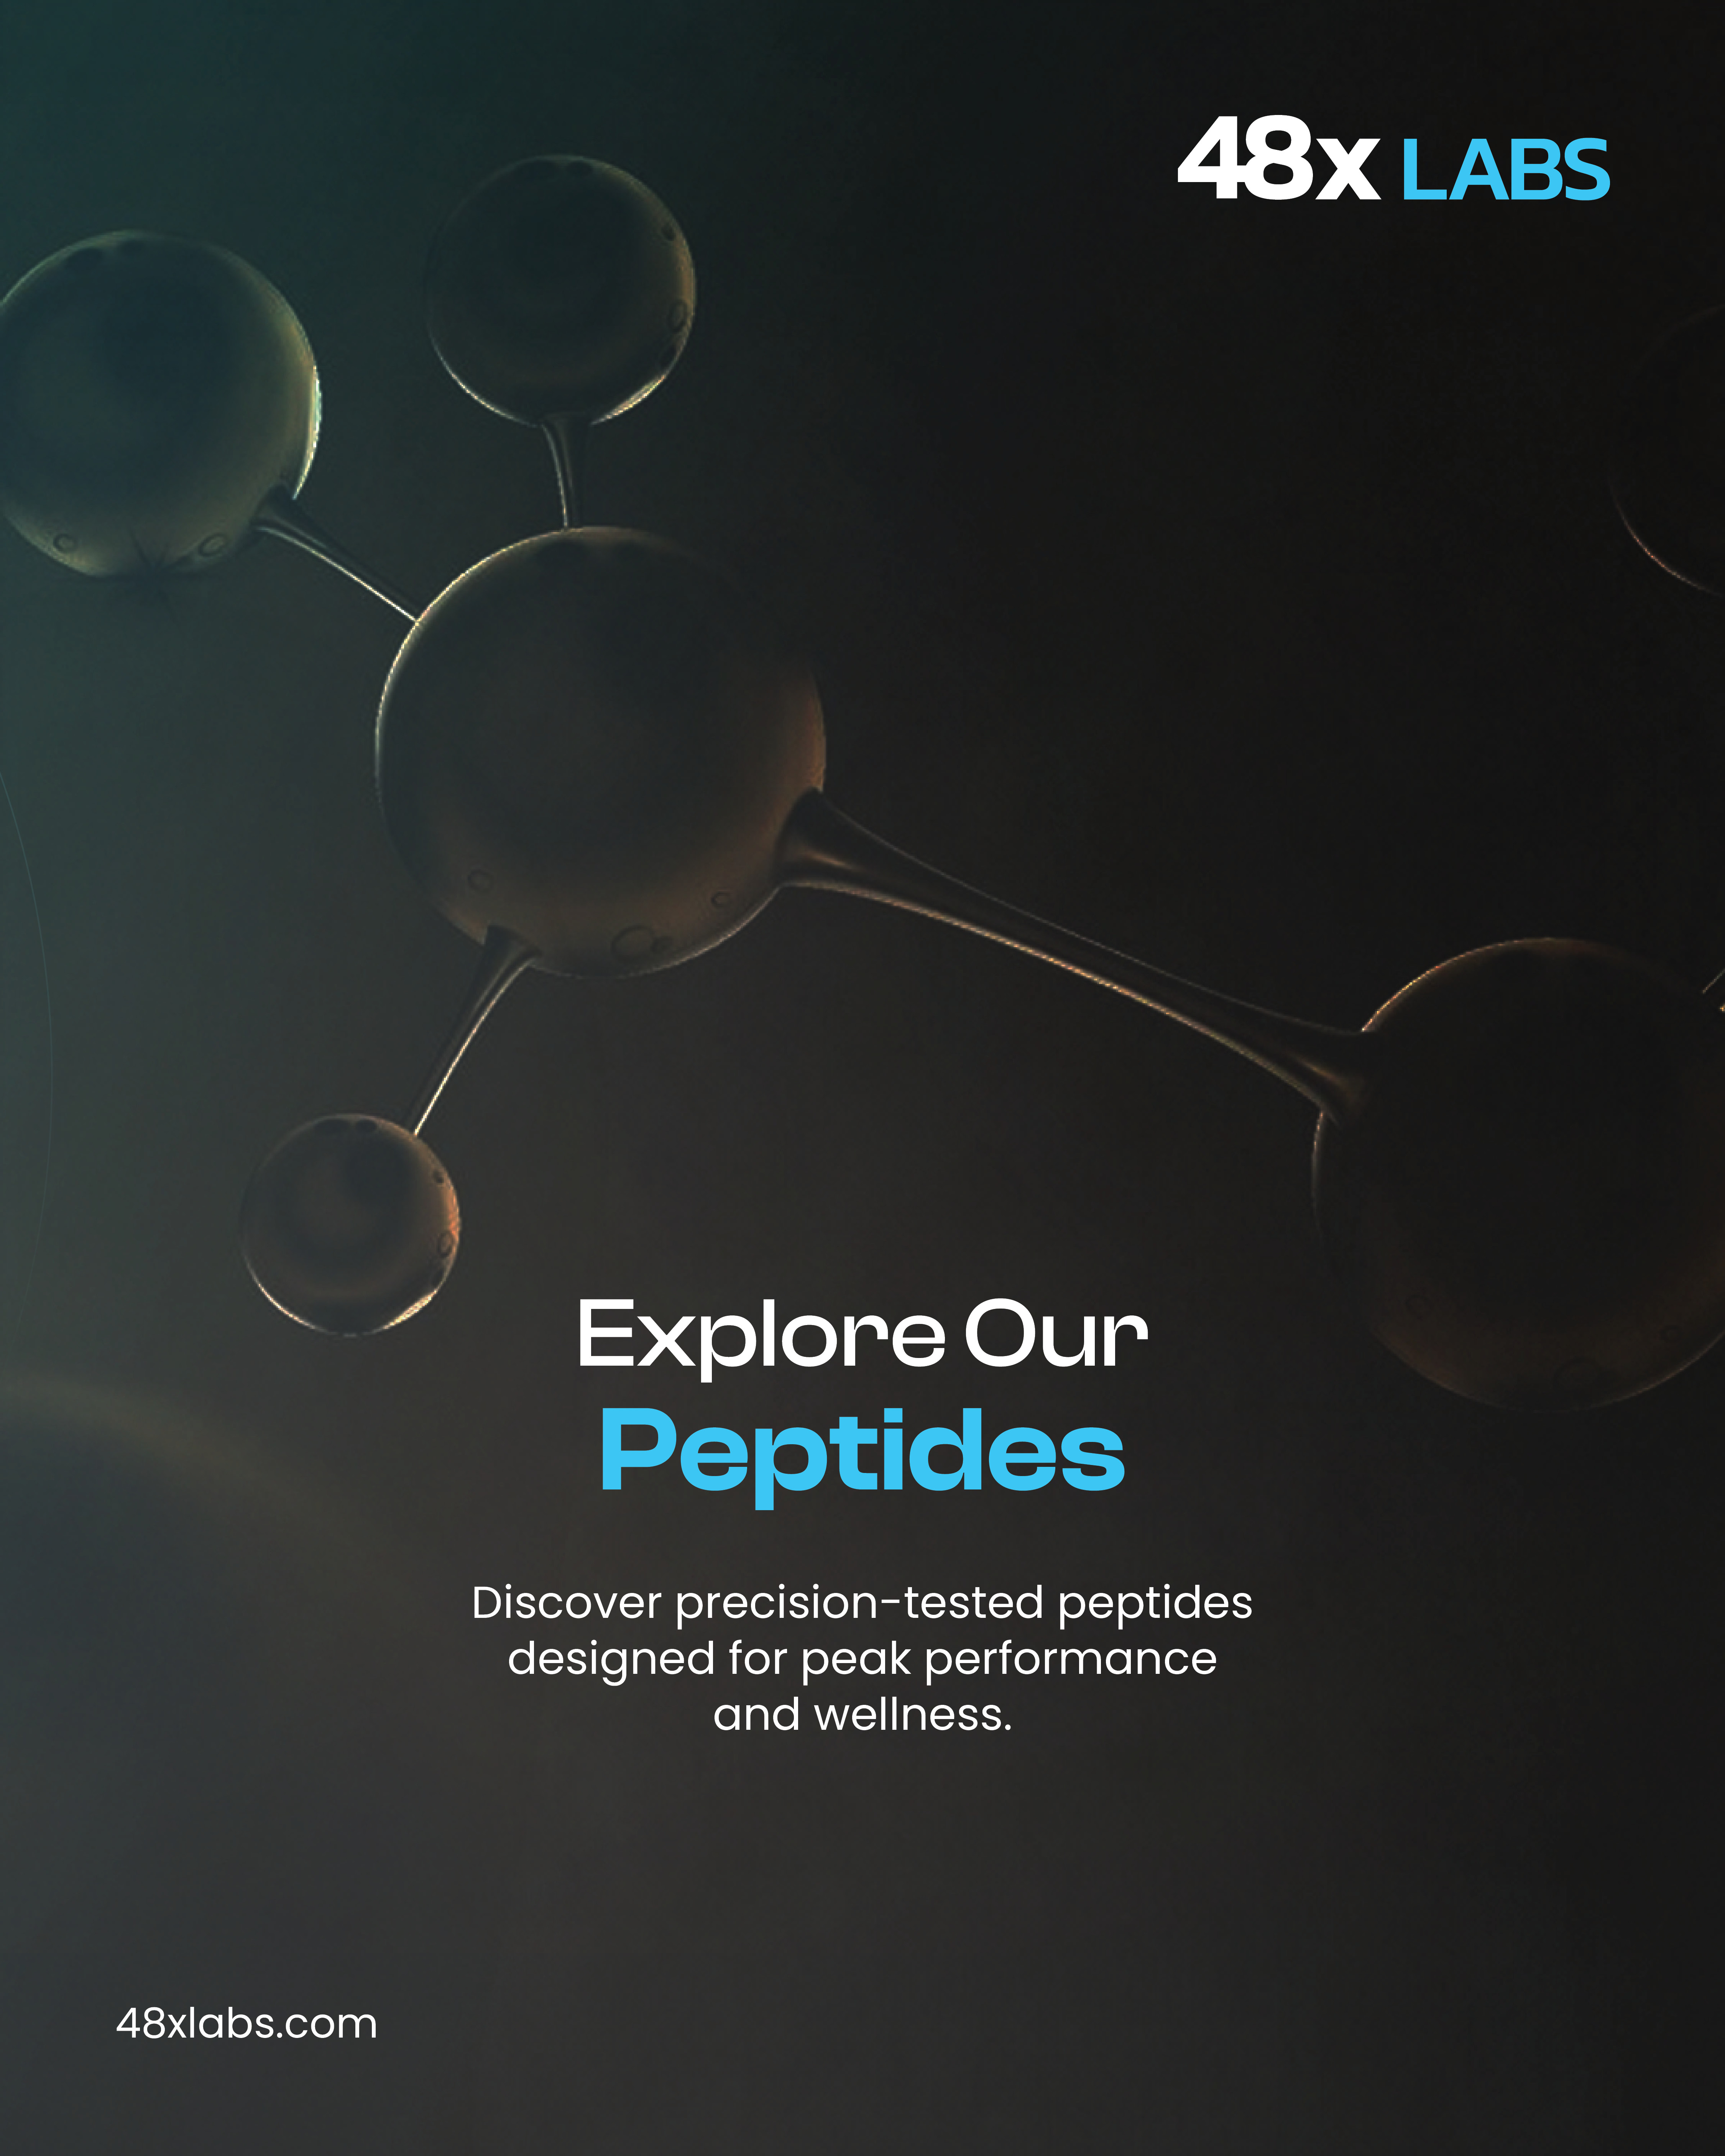 48x LABS
Explore Our
Peptides
Discover precision-tested peptides
designed for peak performance
and wellness.
48xlabs.com